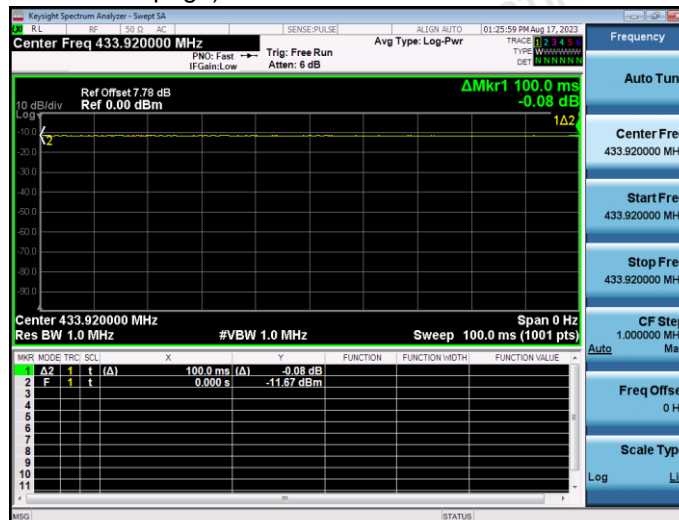 Keysight Spectrum Analyzer - Swept SA
RL RF 50 Ω AC SENSE:PULSE ALIGN AUTO 01:25:59 PM Aug 17, 2023
Center Freq 433.920000 MHz
PNO: Fast
IFGain:Low
Trig: Free Run
Atten: 6 dB
Avg Type: Log-Pwr
TRACE 1 2 3 4 5 6
TYPE W
DET N N N N N N
Ref Offset 7.78 dB
Ref 0.00 dBm
10 dB/div
Log
ΔMkr1 100.0 ms
-0.08 dB
1Δ2
2
-10.0
-20.0
-30.0
-40.0
-50.0
-60.0
-70.0
-80.0
-90.0
Center 433.920000 MHz Span 0 Hz
Res BW 1.0 MHz #VBW 1.0 MHz Sweep 100.0 ms (1001 pts)
MKR MODE TRC SCL X Y FUNCTION FUNCTION WIDTH FUNCTION VALUE
1 Δ2 1 t (Δ) 100.0 ms (Δ) -0.08 dB
2 F 1 t 0.000 s -11.67 dBm
3
4
5
6
7
8
9
10
11
MSG STATUS
Frequency
Auto Tun
Center Fre
433.920000 MH
Start Fre
433.920000 MH
Stop Fre
433.920000 MH
CF Ste
1.000000 MH
Auto Ma
Freq Offse
0 H
Scale Typ
Log Li